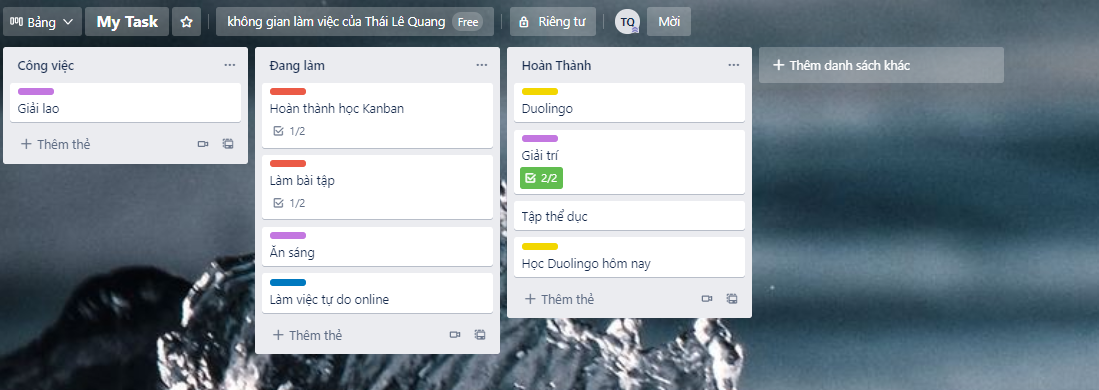 Bảng My Task không gian làm việc của Thái Lê Quang Free Riêng tư TQ Mời
Công việc
Giải lao
Thêm thẻ
Đang làm
Hoàn thành học Kanban
1/2
Làm bài tập
1/2
Ăn sáng
Làm việc tự do online
Thêm thẻ
Hoàn Thành
Duolingo
Giải trí
2/2
Tập thể dục
Học Duolingo hôm nay
Thêm thẻ
Thêm danh sách khác